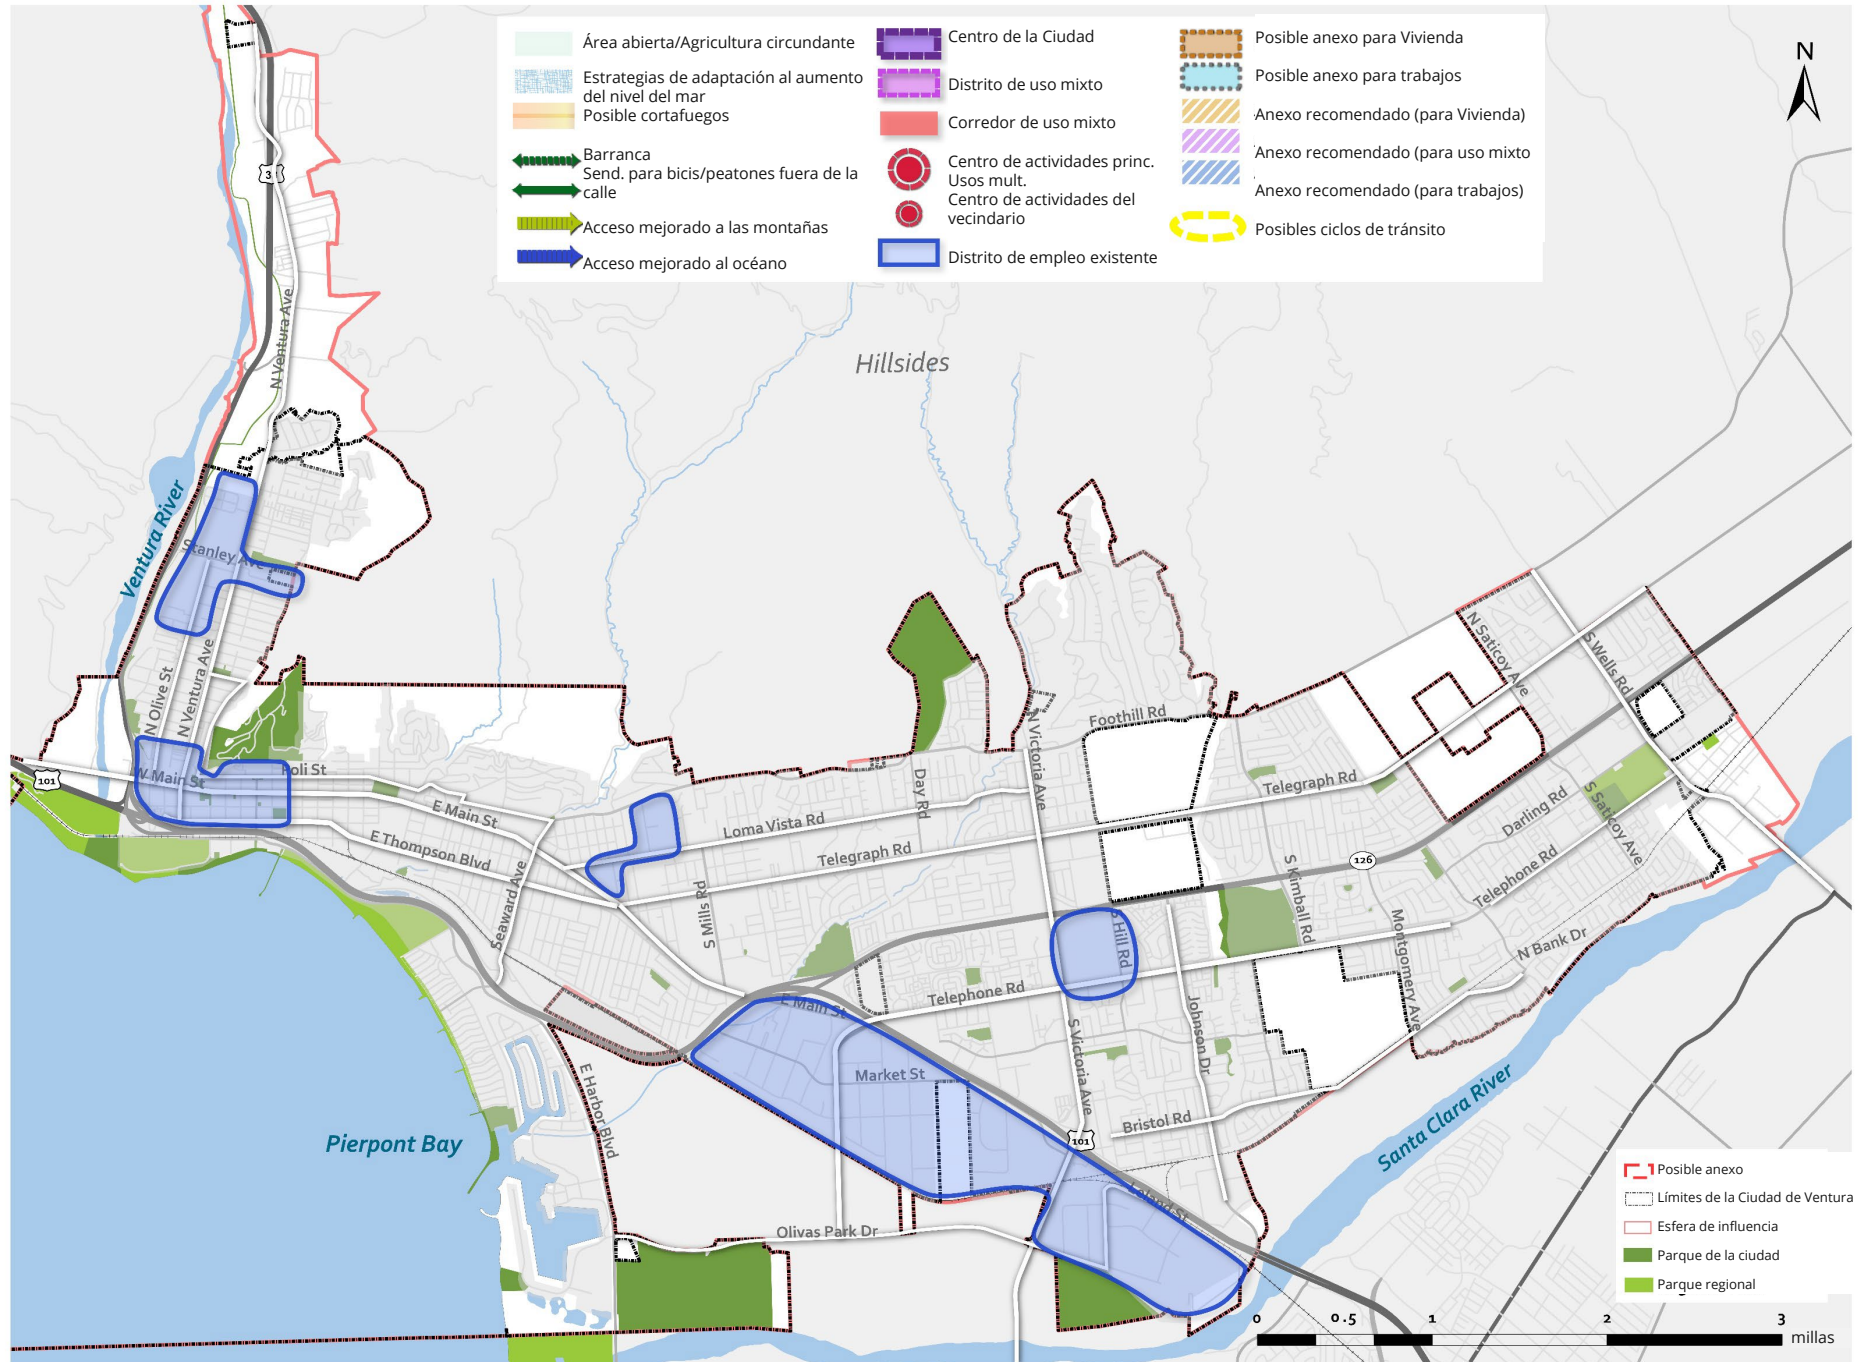 Área abierta/Agricultura circundante
Estrategias de adaptación al aumento
del nivel del mar
Posible cortafuegos
Barranca
Send. para bicis/peatones fuera de la
calle
Acceso mejorado a las montañas
Acceso mejorado al océano
Centro de la Ciudad
Distrito de uso mixto
Corredor de uso mixto
Centro de actividades princ.
Usos mult.
Centro de actividades del
vecindario
Distrito de empleo existente
Posible anexo para Vivienda
Posible anexo para trabajos
Anexo recomendado (para Vivienda)
Anexo recomendado (para uso mixto
Anexo recomendado (para trabajos)
Posibles ciclos de tránsito
N
N Ventura Ave
Hillsides
Ventura River
Stanley Ave
N Olive St
N Ventura Ave
101
W Main St
Poli St
E Main St
E Thompson Blvd
Seaward Ave
S Mills Rd
Loma Vista Rd
Telegraph Rd
Day Rd
N Victoria Ave
Foothill Rd
Telegraph Rd
N Saticoy Ave
S Wells Rd
S Saticoy Ave
Darling Rd
Telephone Rd
126
S Kimball Rd
Montgomery Ave
N Bank Dr
S Hill Rd
Telephone Rd
E Main St
Johnson Dr
S Victoria Ave
Market St
Bristol Rd
101
E Harbor Blvd
Leland St
Olivas Park Dr
Pierpont Bay
Santa Clara River
Posible anexo
Límites de la Ciudad de Ventura
Esfera de influencia
Parque de la ciudad
Parque regional
0 0.5 1 2 3
millas